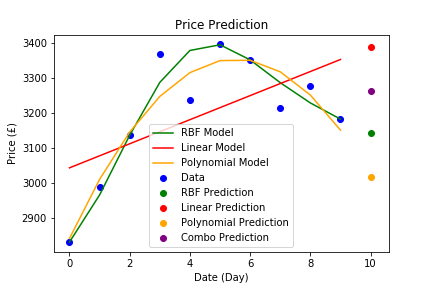 Price Prediction
3400
3300
3200
3100
3000
2900
Price (£)
RBF Model
Linear Model
Polynomial Model
Data
RBF Prediction
Linear Prediction
Polynomial Prediction
Combo Prediction
0 2 4 6 8 10
Date (Day)